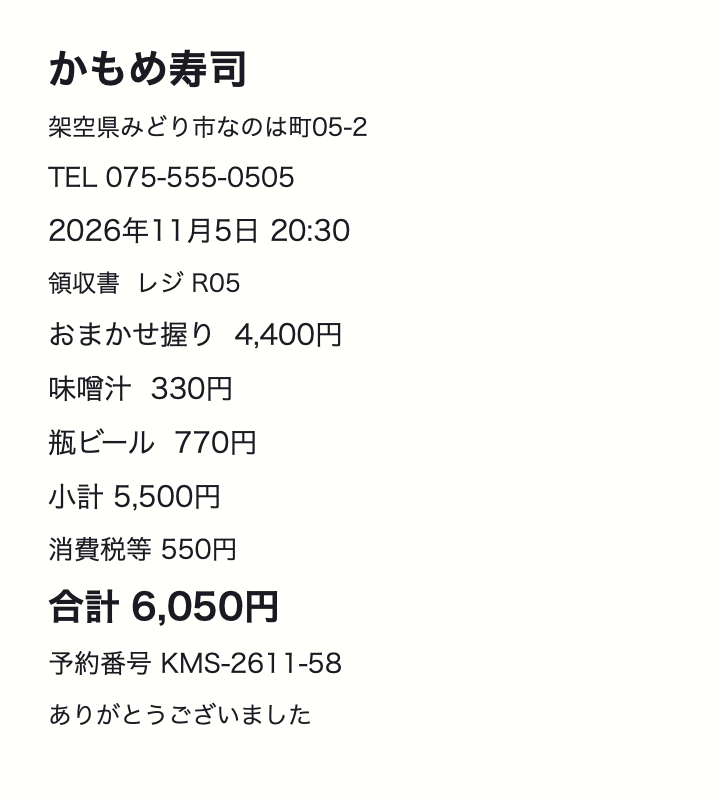 かもめ寿司
架空県みどり市なのは町05-2
TEL 075-555-0505
2026年11月5日 20:30
領収書 レジ R05
おまかせ握り 4,400円
味噌汁 330円
瓶ビール 770円
小計 5,500円
消費税等 550円
合計 6,050円
予約番号 KMS-2611-58
ありがとうございました